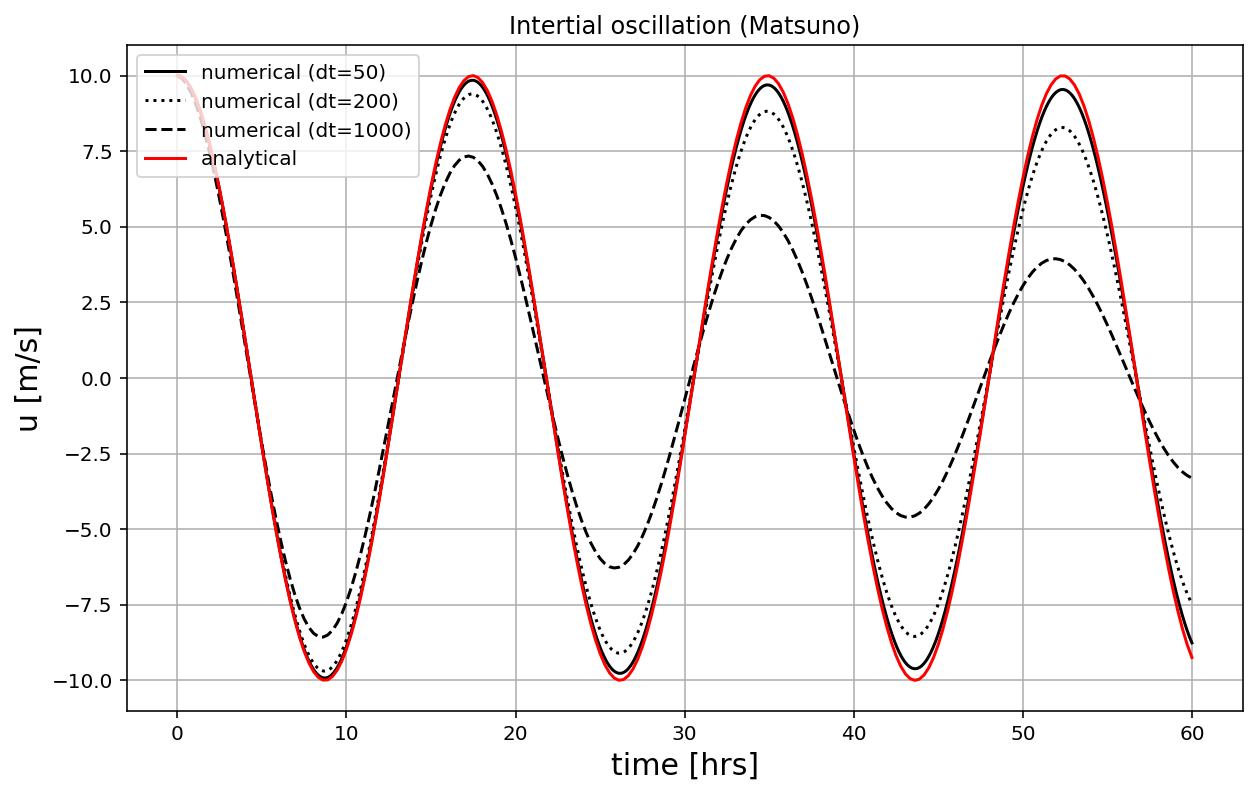 Intertial oscillation (Matsuno)
numerical (dt=50)
numerical (dt=200)
numerical (dt=1000)
analytical
10.0
7.5
5.0
2.5
0.0
−2.5
−5.0
−7.5
−10.0
u [m/s]
0 10 20 30 40 50 60
time [hrs]